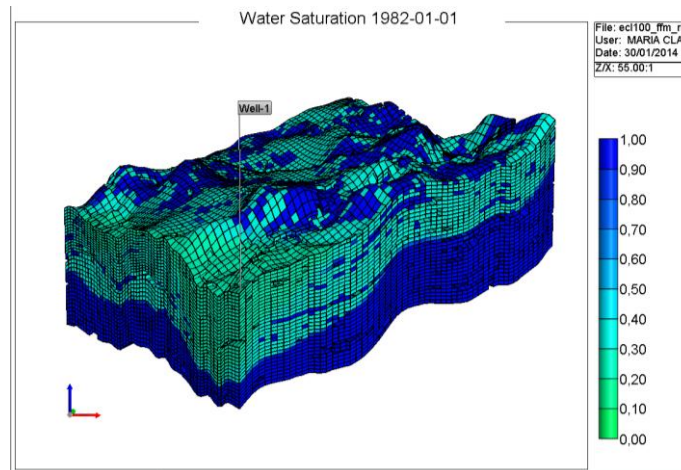 Water Saturation 1982-01-01
File: ecl100_ffm_
User: MARIA CLA
Date: 30/01/2014
Z/X: 55.00:1
Well-1
1,00
0,90
0,80
0,70
0,60
0,50
0,40
0,30
0,20
0,10
0,00